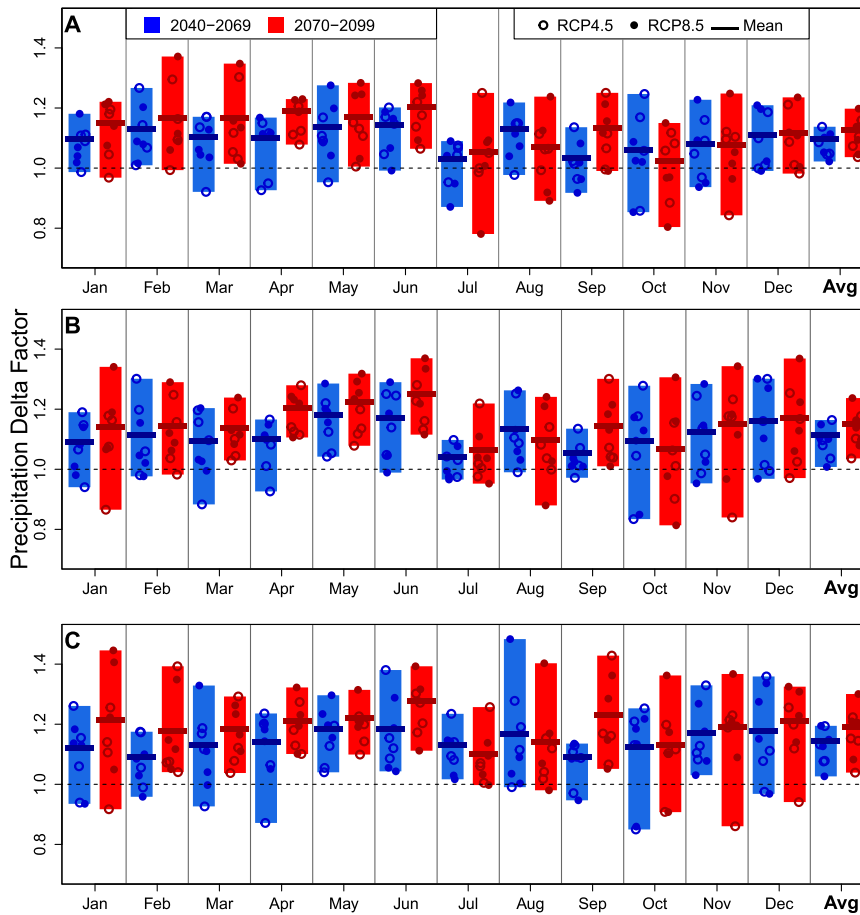 A
2040−2069 2070−2099
RCP4.5 RCP8.5 Mean
1.4
1.2
1.0
0.8
Jan Feb Mar Apr May Jun Jul Aug Sep Oct Nov Dec Avg
Precipitation Delta Factor
B
1.4
1.2
1.0
0.8
Jan Feb Mar Apr May Jun Jul Aug Sep Oct Nov Dec Avg
C
1.4
1.2
1.0
0.8
Jan Feb Mar Apr May Jun Jul Aug Sep Oct Nov Dec Avg